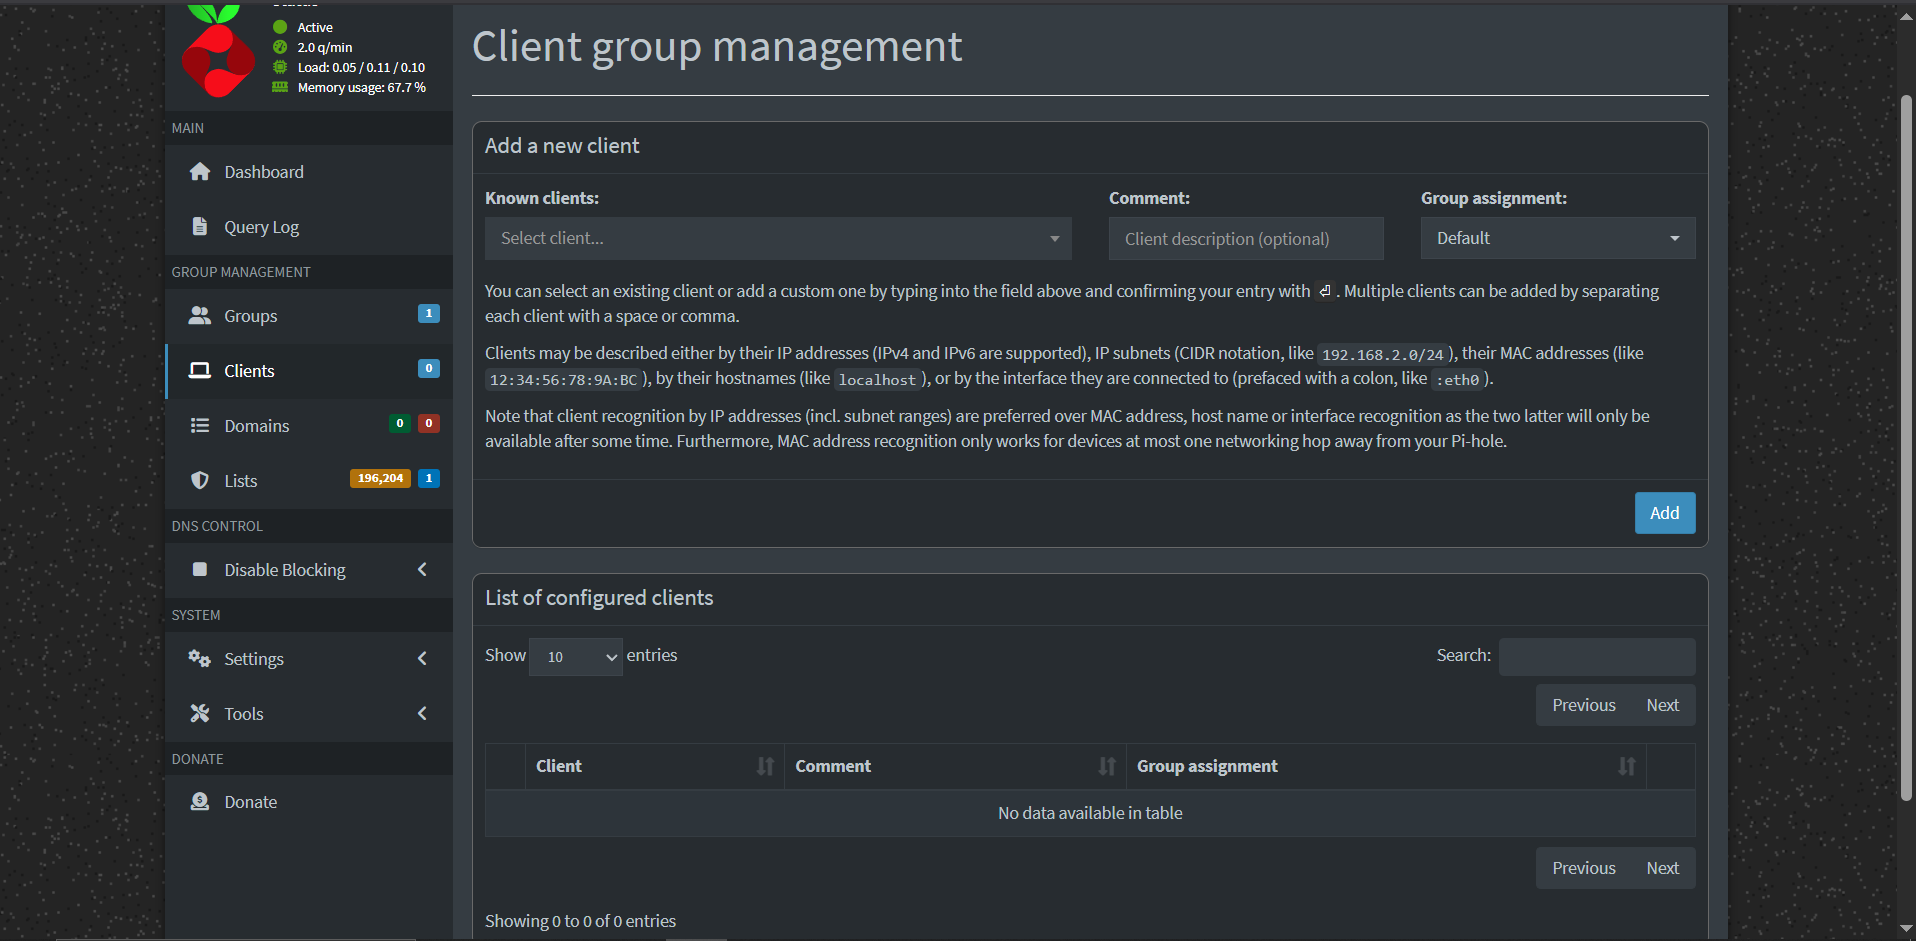 Active
2.0 q/min
Load: 0.05 / 0.11 / 0.10
Memory usage: 67.7 %
MAIN
Dashboard
Query Log
GROUP MANAGEMENT
Groups 1
Clients 0
Domains 0 0
Lists 196,204 1
DNS CONTROL
Disable Blocking
SYSTEM
Settings
Tools
DONATE
Donate
Client group management
Add a new client
Known clients: Comment: Group assignment:
Select client... Client description (optional) Default
You can select an existing client or add a custom one by typing into the field above and confirming your entry with ⏎. Multiple clients can be added by separating
each client with a space or comma.
Clients may be described either by their IP addresses (IPv4 and IPv6 are supported), IP subnets (CIDR notation, like 192.168.2.0/24), their MAC addresses (like
12:34:56:78:9A:BC), by their hostnames (like localhost), or by the interface they are connected to (prefaced with a colon, like :eth0).
Note that client recognition by IP addresses (incl. subnet ranges) are preferred over MAC address, host name or interface recognition as the two latter will only be
available after some time. Furthermore, MAC address recognition only works for devices at most one networking hop away from your Pi-hole.
Add
List of configured clients
Show 10 entries Search:
Previous Next
Client Comment Group assignment
No data available in table
Previous Next
Showing 0 to 0 of 0 entries